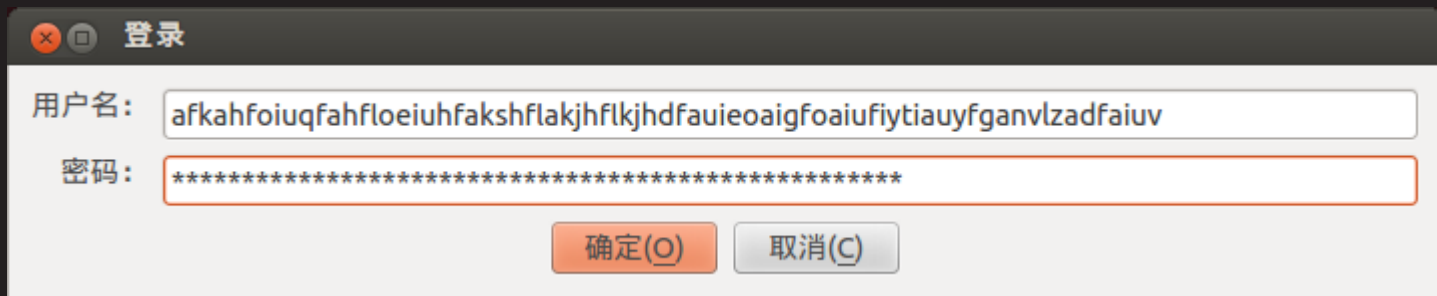 登录
用户名: afkahfoiuqfahfloeiuhfakshflakjhflkjhdfauieoaigfoaiufiytiauyfganvlzadfaiuv
密码: ****************************************************
确定(O) 取消(C)